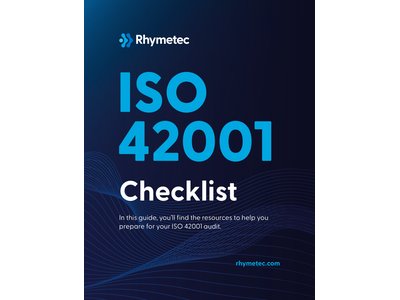 Rhymetec
ISO
42001
Checklist
In this guide, you'll find the resources to help you
prepare for your ISO 42001 audit.
rhymetec.com